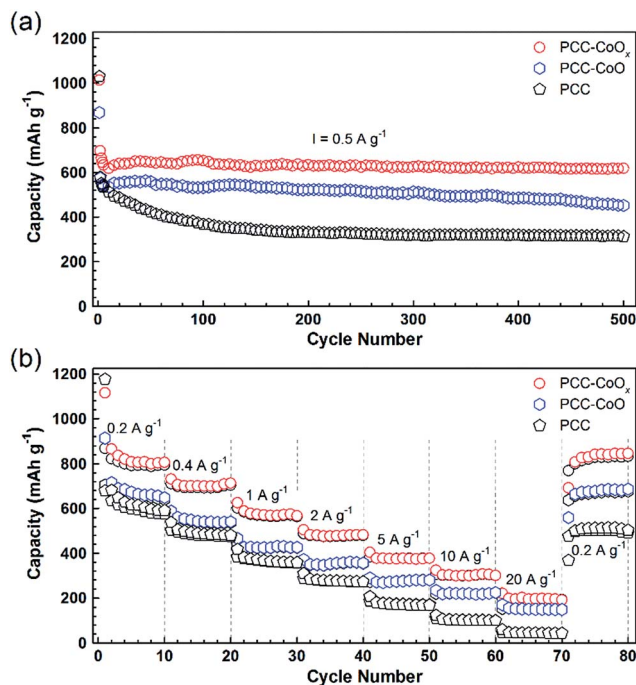 (a)
1200
1000
800
600
400
200
0
Capacity (mAh g⁻¹)
PCC-CoOₓ
PCC-CoO
PCC
I = 0.5 A g⁻¹
0 100 200 300 400 500
Cycle Number
(b)
1200
1000
800
600
400
200
0
Capacity (mAh g⁻¹)
PCC-CoOₓ
PCC-CoO
PCC
0.2 A g⁻¹
0.4 A g⁻¹
1 A g⁻¹
2 A g⁻¹
5 A g⁻¹
10 A g⁻¹
20 A g⁻¹
0.2 A g⁻¹
0 10 20 30 40 50 60 70 80
Cycle Number